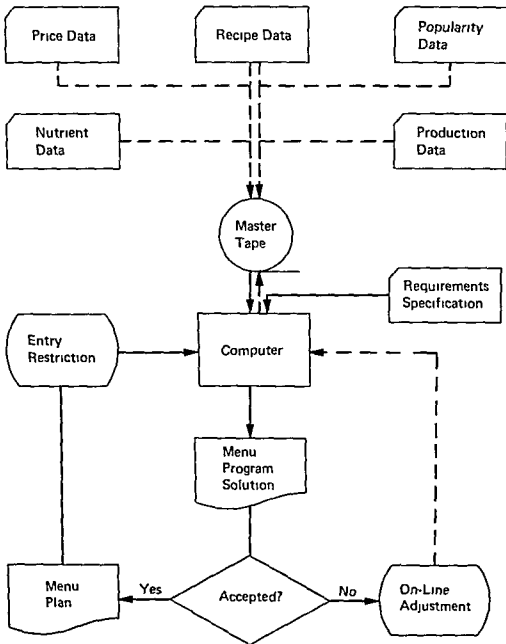 Price Data
Recipe Data
Popularity
Data
Nutrient
Data
Production
Data
Master
Tape
Requirements
Specification
Entry
Restriction
Computer
Menu
Program
Solution
Menu
Plan
Yes
Accepted?
No
On-Line
Adjustment